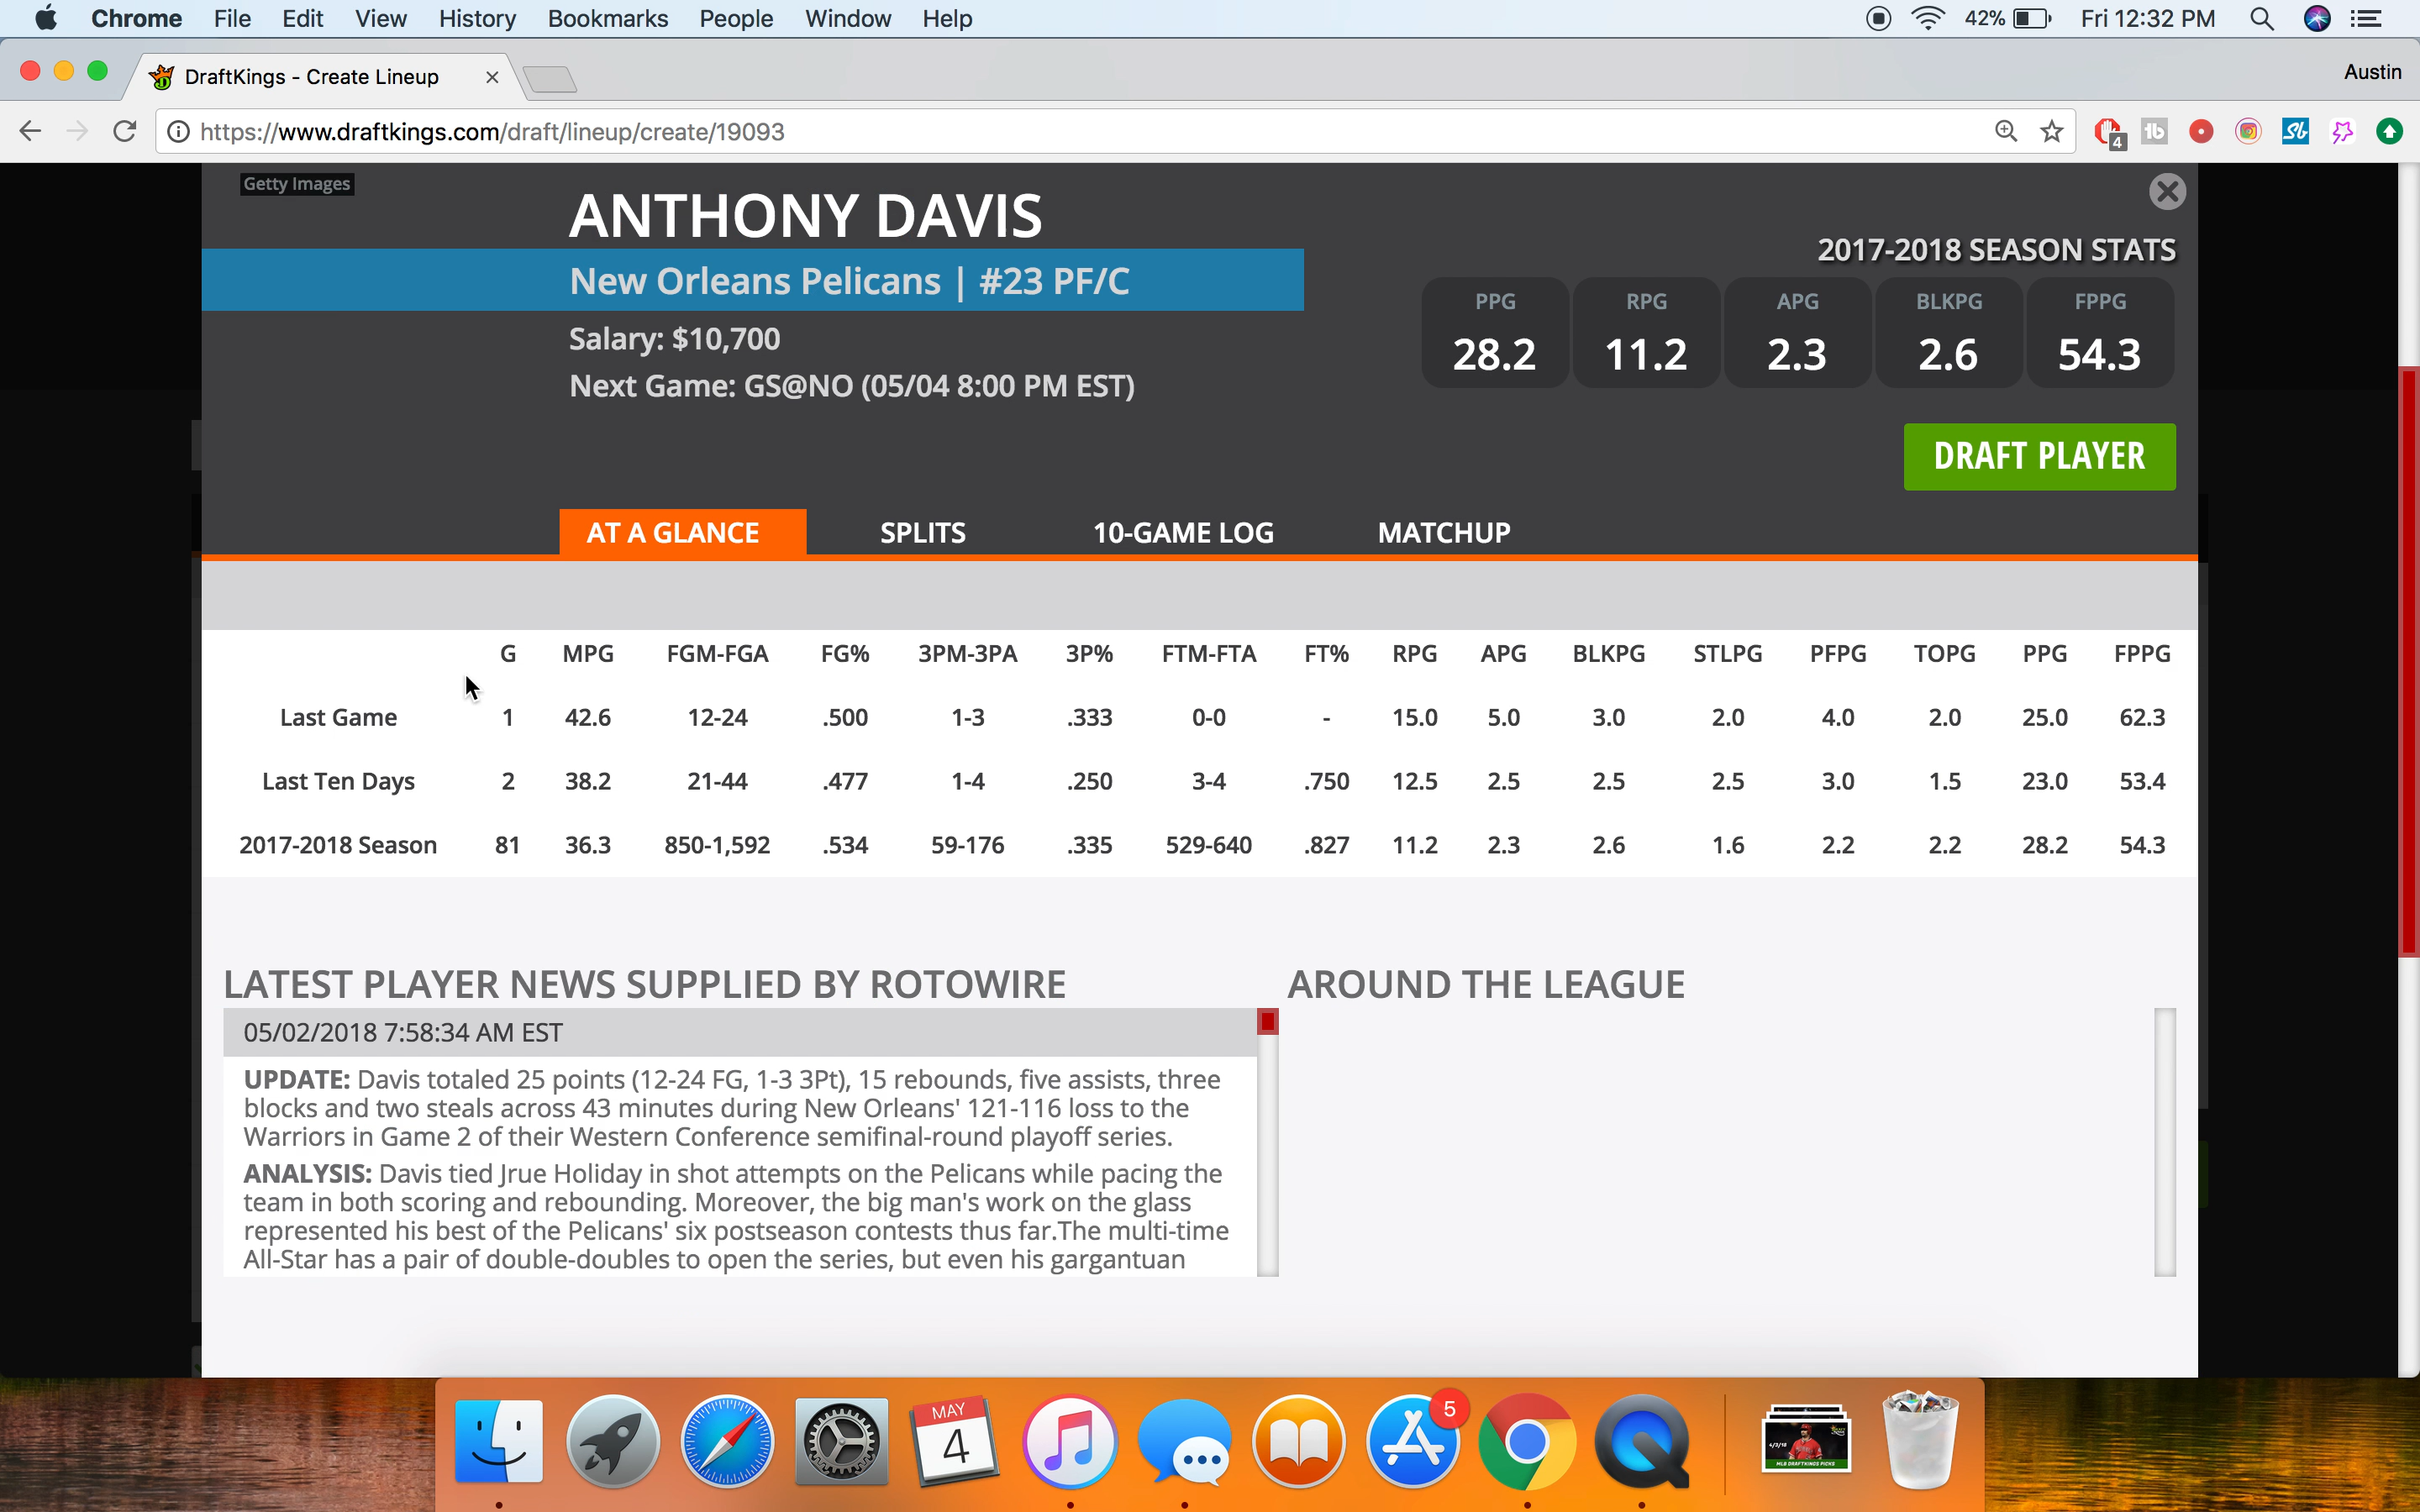 Chrome File Edit View History Bookmarks People Window Help 42% Fri 12:32 PM
DraftKings - Create Lineup Austin
https://www.draftkings.com/draft/lineup/create/19093 4
Getty Images
ANTHONY DAVIS
New Orleans Pelicans | #23 PF/C
Salary: $10,700
Next Game: GS@NO (05/04 8:00 PM EST)
2017-2018 SEASON STATS
PPG RPG APG BLKPG FPPG
28.2 11.2 2.3 2.6 54.3
DRAFT PLAYER
AT A GLANCE SPLITS 10-GAME LOG MATCHUP
G MPG FGM-FGA FG% 3PM-3PA 3P% FTM-FTA FT% RPG APG BLKPG STLPG PFPG TOPG PPG FPPG
Last Game 1 42.6 12-24 .500 1-3 .333 0-0 - 15.0 5.0 3.0 2.0 4.0 2.0 25.0 62.3
Last Ten Days 2 38.2 21-44 .477 1-4 .250 3-4 .750 12.5 2.5 2.5 2.5 3.0 1.5 23.0 53.4
2017-2018 Season 81 36.3 850-1,592 .534 59-176 .335 529-640 .827 11.2 2.3 2.6 1.6 2.2 2.2 28.2 54.3
LATEST PLAYER NEWS SUPPLIED BY ROTOWIRE
05/02/2018 7:58:34 AM EST
UPDATE: Davis totaled 25 points (12-24 FG, 1-3 3Pt), 15 rebounds, five assists, three
blocks and two steals across 43 minutes during New Orleans' 121-116 loss to the
Warriors in Game 2 of their Western Conference semifinal-round playoff series.
ANALYSIS: Davis tied Jrue Holiday in shot attempts on the Pelicans while pacing the
team in both scoring and rebounding. Moreover, the big man's work on the glass
represented his best of the Pelicans' six postseason contests thus far.The multi-time
All-Star has a pair of double-doubles to open the series, but even his gargantuan
AROUND THE LEAGUE
MAY
4
5
4/3/18
MLB DRAFTKINGS PICKS